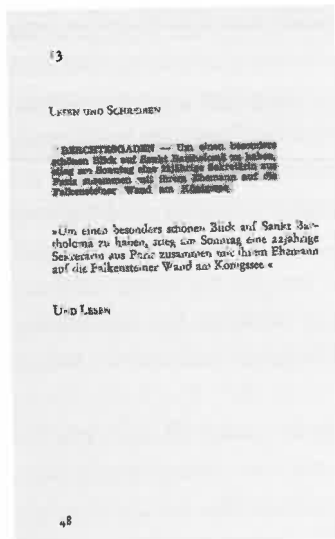 3
LESEN UND SCHREIBEN
BERCHTESGADEN — Um einen besonders
schönen Blick auf Sankt Bartholomä zu haben,
stieg am Sonntag eine 22jährige Sekretärin aus
Paris zusammen mit ihrem Ehemann auf die
Falkensteiner Wand am Königssee.
»Um einen besonders schönen Blick auf Sankt Bar-
tholomä zu haben, stieg am Sonntag eine 22jährige
Sekretärin aus Paris zusammen mit ihrem Ehemann
auf die Falkensteiner Wand am Königssee.«
UND LESEN
48